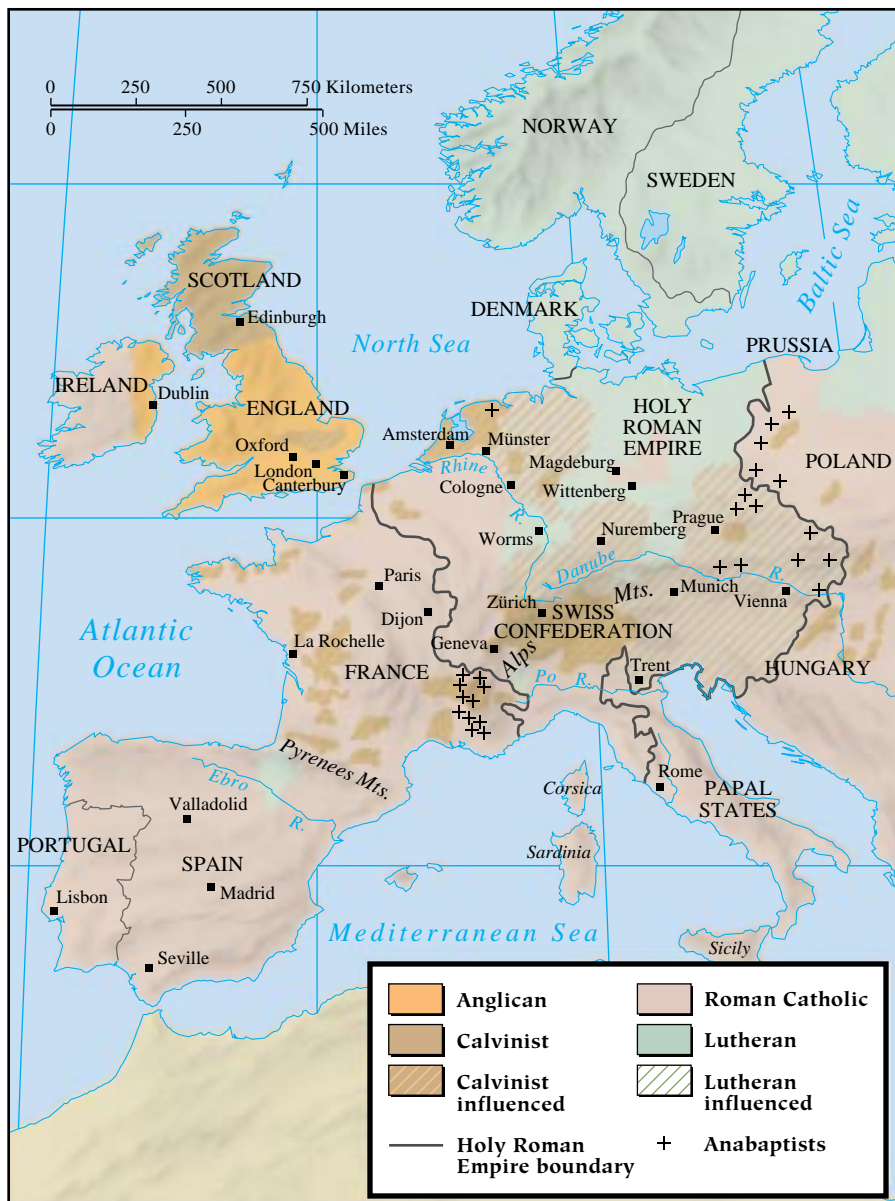 0 250 500 750 Kilometers
0 250 500 Miles
NORWAY
SWEDEN
Baltic Sea
SCOTLAND
Edinburgh
DENMARK
North Sea
PRUSSIA
IRELAND
Dublin
ENGLAND
HOLY
ROMAN
EMPIRE
Oxford
London
Canterbury
Amsterdam
Münster
Rhine
R.
Magdeburg
Wittenberg
POLAND
Cologne
Worms
Nuremberg
Prague
Danube
R.
Paris
Dijon
Zürich
Mts.
Munich
Vienna
SWISS
CONFEDERATION
Atlantic
Ocean
La Rochelle
Geneva
Alps
FRANCE
Po R.
Trent
HUNGARY
Pyrenees Mts.
Ebro
R.
Corsica
Rome
PAPAL
STATES
Valladolid
PORTUGAL
SPAIN
Madrid
Sardinia
Lisbon
Mediterranean Sea
Sicily
Seville
Anglican
Calvinist
Calvinist
influenced
Holy Roman
Empire boundary
Roman Catholic
Lutheran
Lutheran
influenced
Anabaptists